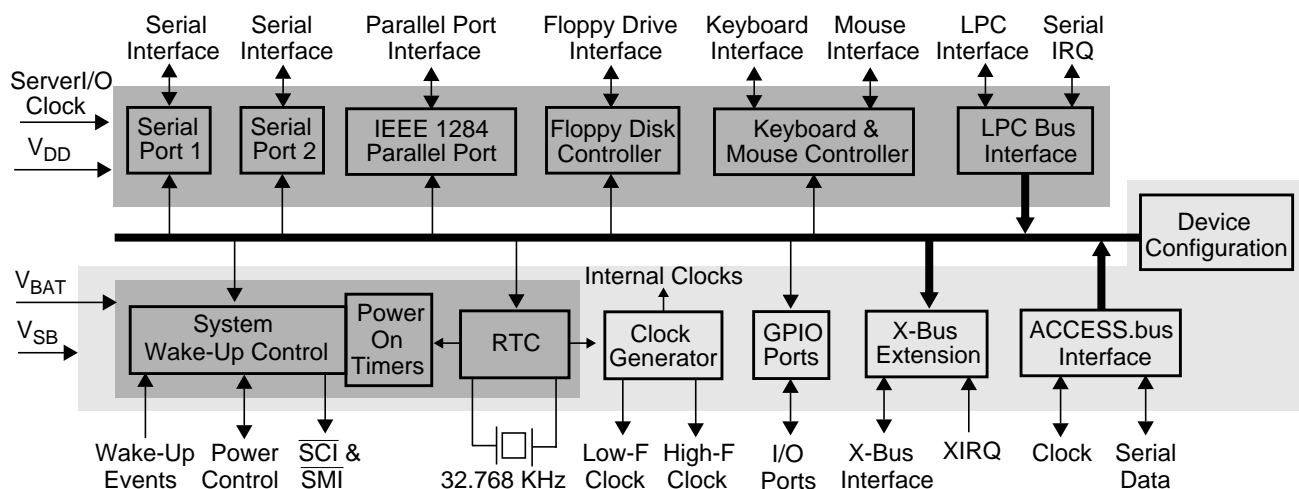 Serial
Interface
Serial
Interface
Parallel Port
Interface
Floppy Drive
Interface
Keyboard
Interface
Mouse
Interface
LPC
Interface
Serial
IRQ
ServerI/O
Clock
VDD
Serial
Port 1
Serial
Port 2
IEEE 1284
Parallel Port
Floppy Disk
Controller
Keyboard &
Mouse Controller
LPC Bus
Interface
Device
Configuration
VBAT
VSB
System
Wake-Up Control
Power
On
Timers
RTC
Internal Clocks
Clock
Generator
GPIO
Ports
X-Bus
Extension
ACCESS.bus
Interface
Wake-Up
Events
Power
Control
SCI &
SMI
32.768 KHz
Low-F
Clock
High-F
Clock
I/O
Ports
X-Bus
Interface
XIRQ
Clock
Serial
Data